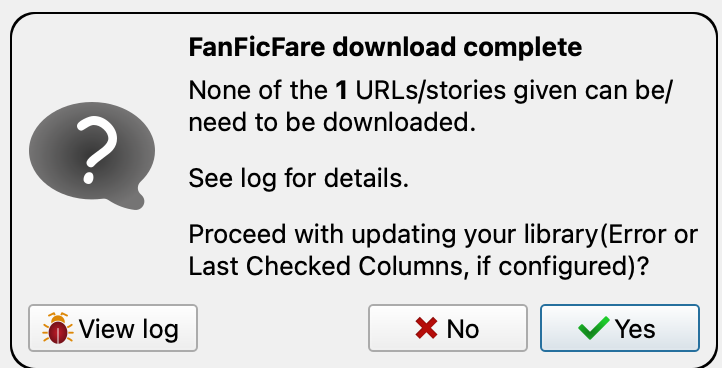 FanFicFare download complete
None of the 1 URLs/stories given can be/
need to be downloaded.
See log for details.
Proceed with updating your library(Error or
Last Checked Columns, if configured)?
View log
No
Yes